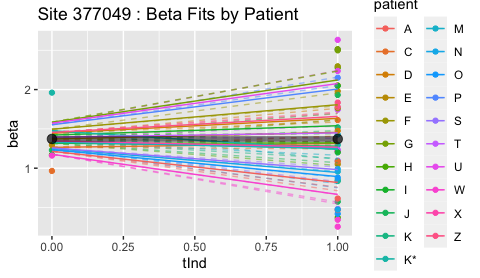 Site 377049 : Beta Fits by Patient
beta
2
1
0.00 0.25 0.50 0.75 1.00
tInd
patient
A M
C N
D O
E P
F S
G T
H U
I W
J X
K Z
K*